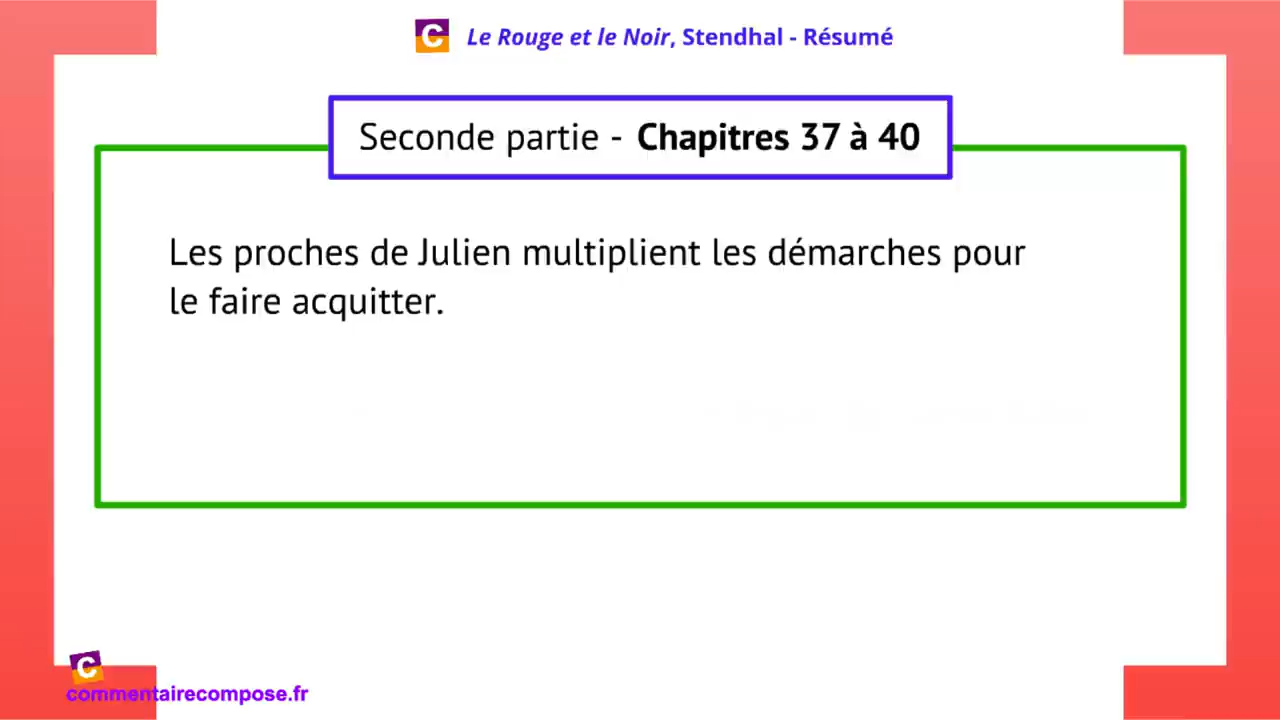 C Le Rouge et le Noir, Stendhal - Résumé
Seconde partie - Chapitres 37 à 40
Les proches de Julien multiplient les démarches pour
le faire acquitter.
C
commentairecompose.fr